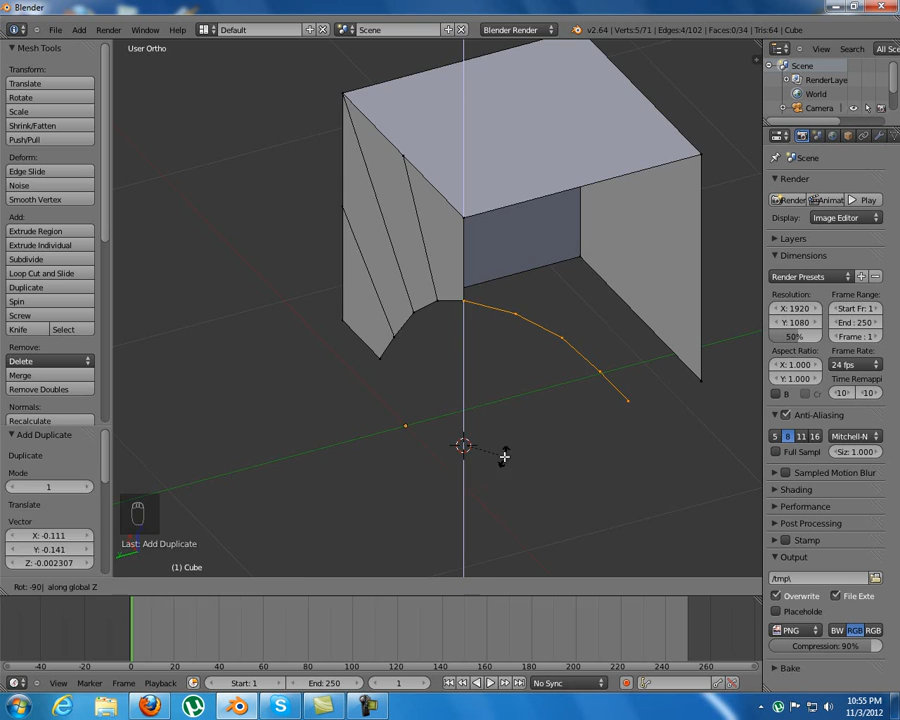 Blender
File Add Render Window Help Default Scene Blender Render v2.64 | Verts:5/71 | Edges:4/102 | Faces:0/34 | Tris:64 | Cube
Mesh Tools
Transform:
Translate
Rotate
Scale
Shrink/Fatten
Push/Pull
Deform:
Edge Slide
Noise
Smooth Vertex
Add:
Extrude Region
Extrude Individual
Subdivide
Loop Cut and Slide
Duplicate
Spin
Screw
Knife Select
Remove:
Delete
Merge
Remove Doubles
Normals:
Recalculate
Add Duplicate
Duplicate
Mode
1
Translate
Vector
X: -0.111
Y: -0.141
Z: -0.002307
User Ortho
Last: Add Duplicate
(1) Cube
Rot: -90| along global Z
View Search All Sce
Scene
RenderLaye
World
Camera
Scene
Render
Render Animat Play
Display: Image Editor
Layers
Dimensions
Render Presets
Resolution: Frame Range
X: 1920 Start Fr: 1
Y: 1080 End : 250
50% Frame : 1
Aspect Ratio: Frame Rate:
X: 1.000 24 fps
Y: 1.000 Time Remappi
B Crc 10 10
Anti-Aliasing
5 8 11 16 Mitchell-N
Full Sampl Siz: 1.000
Sampled Motion Blur
Shading
Performance
Post Processing
Stamp
Output
/tmp\
Overwrite File Exte
Placeholde
PNG BW RGB RGB
Compression: 90%
Bake
-40 -20 0 20 40 60 80 100 120 140 160 180 200 220 240 260
View Marker Frame Playback Start: 1 End: 250 1 No Sync
10:55 PM
11/3/2012